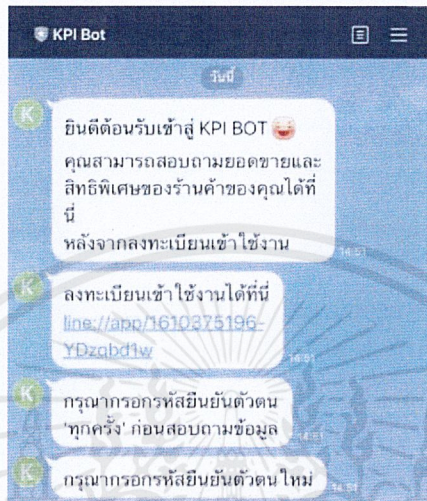 KPI Bot
วันนี้
K
ยินดีต้อนรับเข้าสู่ KPI BOT
คุณสามารถสอบถามยอดขายและ
สิทธิพิเศษของร้านค้าของคุณได้ที่
นี่
หลังจากลงทะเบียนเข้าใช้งาน
14:51
K
ลงทะเบียนเข้าใช้งานได้ที่นี่
line://app/1610375196-
YDzqbd1w
14:51
K
กรุณากรอกรหัสยืนยันตัวตน
'ทุกครั้ง' ก่อนสอบถามข้อมูล
14:51
K
กรุณากรอกรหัสยืนยันตัวตนใหม่
14:51